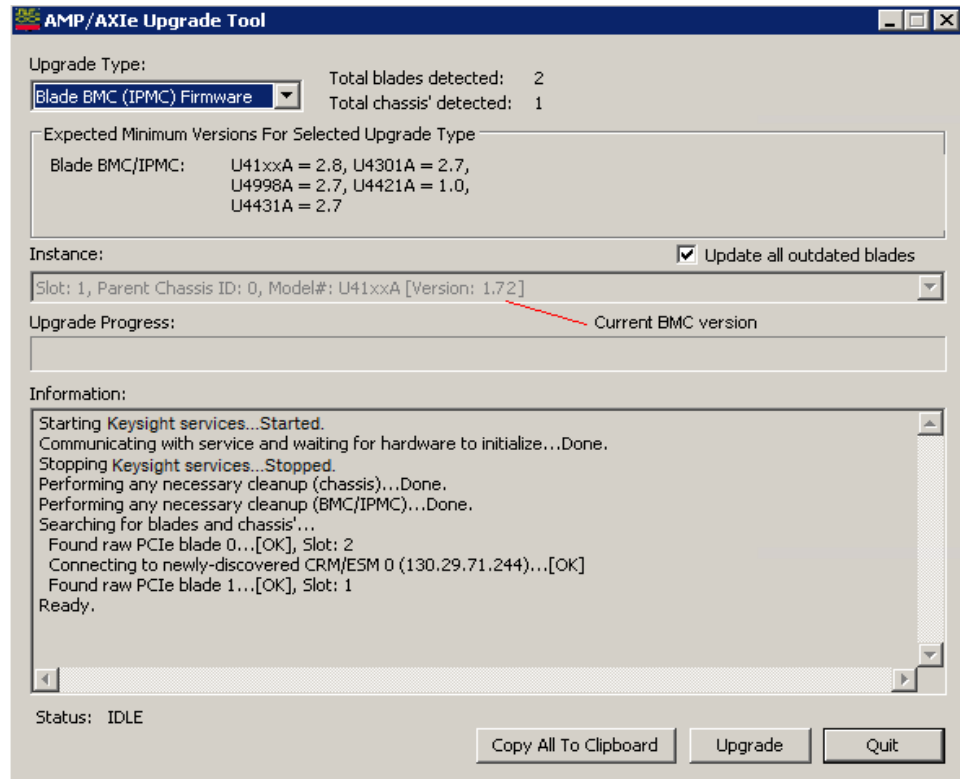 AMP/AXIe Upgrade Tool
Upgrade Type:
Blade BMC (IPMC) Firmware
Total blades detected: 2
Total chassis' detected: 1
Expected Minimum Versions For Selected Upgrade Type
Blade BMC/IPMC: U41xxA = 2.8, U4301A = 2.7,
U4998A = 2.7, U4421A = 1.0,
U4431A = 2.7
Instance:
Update all outdated blades
Slot: 1, Parent Chassis ID: 0, Model#: U41xxA [Version: 1.72]
Upgrade Progress:
Current BMC version
Information:
Starting Keysight services...Started.
Communicating with service and waiting for hardware to initialize...Done.
Stopping Keysight services...Stopped.
Performing any necessary cleanup (chassis)...Done.
Performing any necessary cleanup (BMC/IPMC)...Done.
Searching for blades and chassis'...
Found raw PCIe blade 0...[OK], Slot: 2
Connecting to newly-discovered CRM/ESM 0 (130.29.71.244)...[OK]
Found raw PCIe blade 1...[OK], Slot: 1
Ready.
Status: IDLE
Copy All To Clipboard
Upgrade
Quit